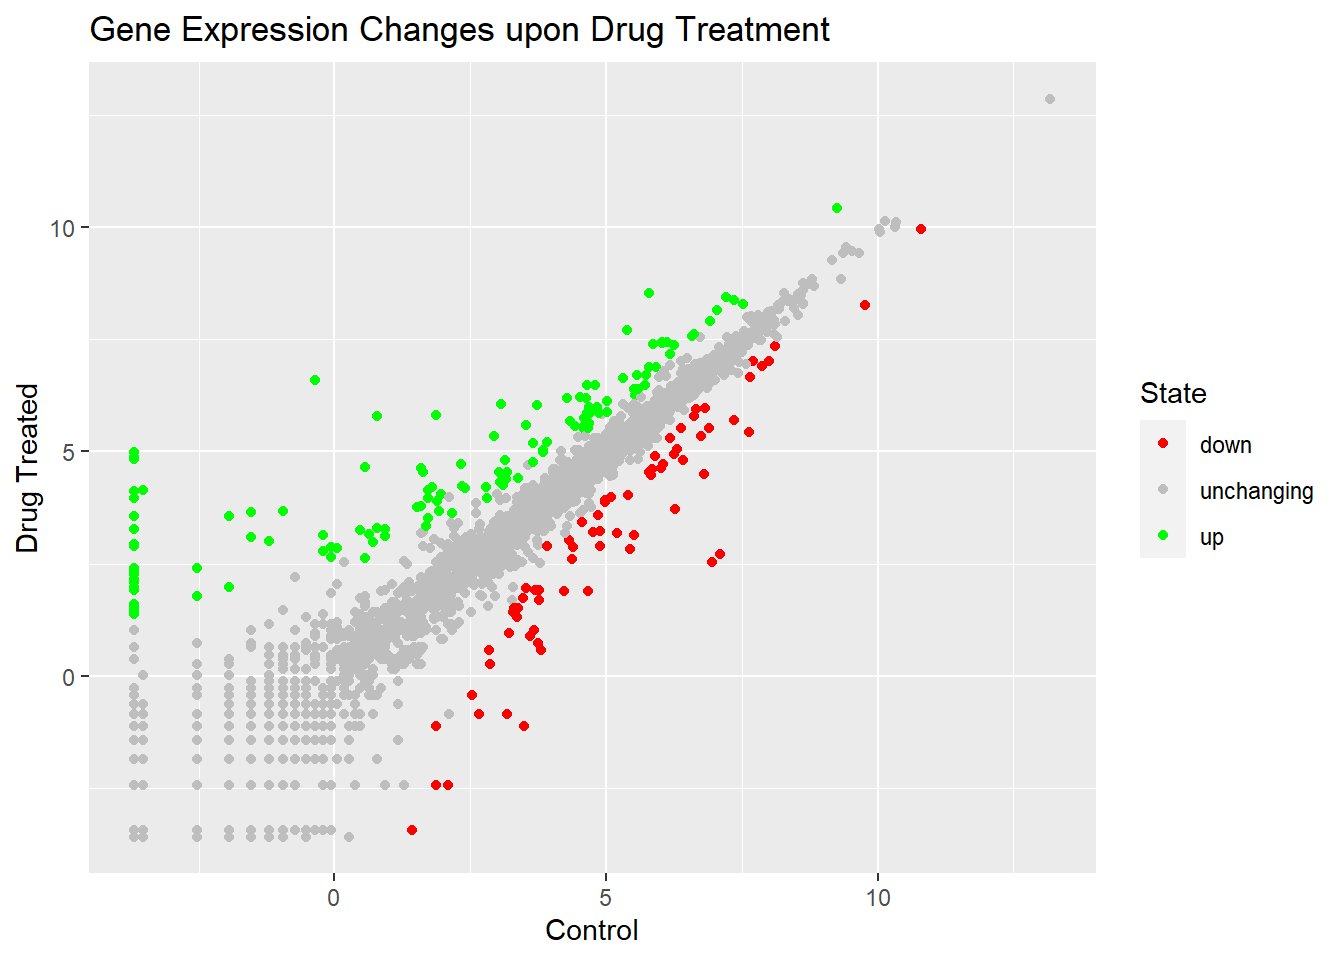 Gene Expression Changes upon Drug Treatment
10
5
0
Drug Treated
0 5 10
Control
State
down
unchanging
up